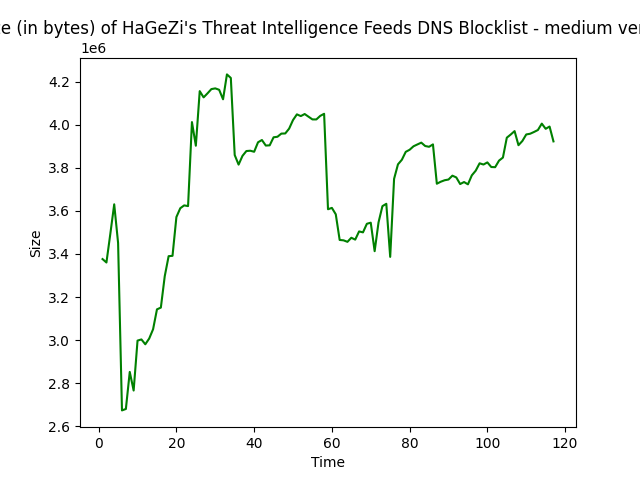 e (in bytes) of HaGeZi's Threat Intelligence Feeds DNS Blocklist - medium ver
1e6
4.2
4.0
3.8
3.6
3.4
3.2
3.0
2.8
2.6
Size
0 20 40 60 80 100 120
Time